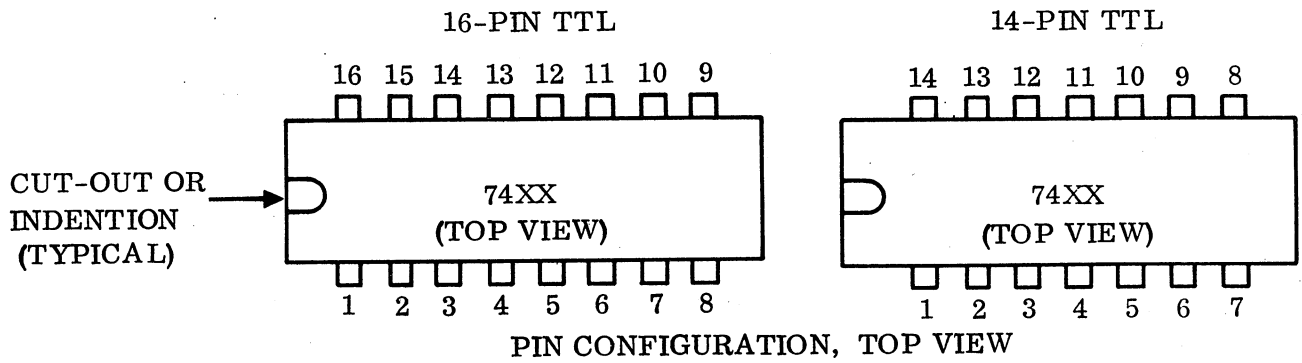 16-PIN TTL
14-PIN TTL
16 15 14 13 12 11 10 9
14 13 12 11 10 9 8
CUT-OUT OR
INDENTION
(TYPICAL)
74XX
(TOP VIEW)
74XX
(TOP VIEW)
1 2 3 4 5 6 7 8
1 2 3 4 5 6 7
PIN CONFIGURATION, TOP VIEW